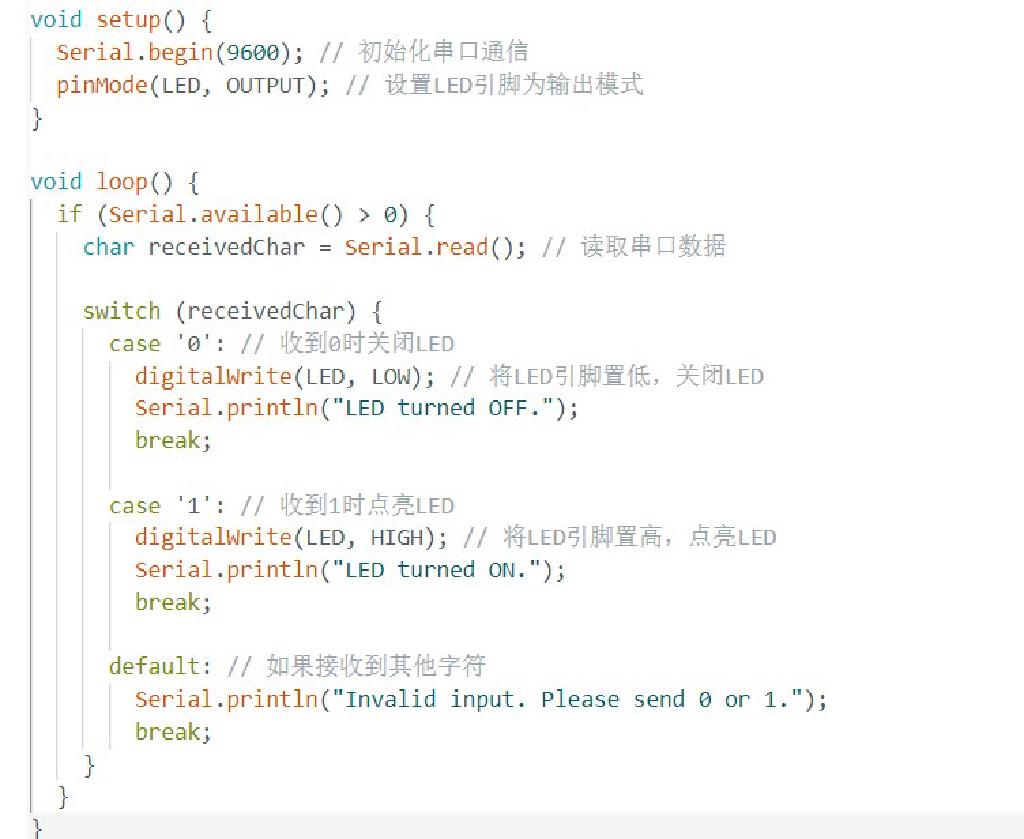 void setup() {
Serial.begin(9600); // 初始化串口通信
pinMode(LED, OUTPUT); // 设置LED引脚为输出模式
}
void loop() {
if (Serial.available() > 0) {
char receivedChar = Serial.read(); // 读取串口数据
switch (receivedChar) {
case '0': // 收到0时关闭LED
digitalWrite(LED, LOW); // 将LED引脚置低，关闭LED
Serial.println("LED turned OFF.");
break;
case '1': // 收到1时点亮LED
digitalWrite(LED, HIGH); // 将LED引脚置高，点亮LED
Serial.println("LED turned ON.");
break;
default: // 如果接收到其他字符
Serial.println("Invalid input. Please send 0 or 1.");
break;
}
}
}